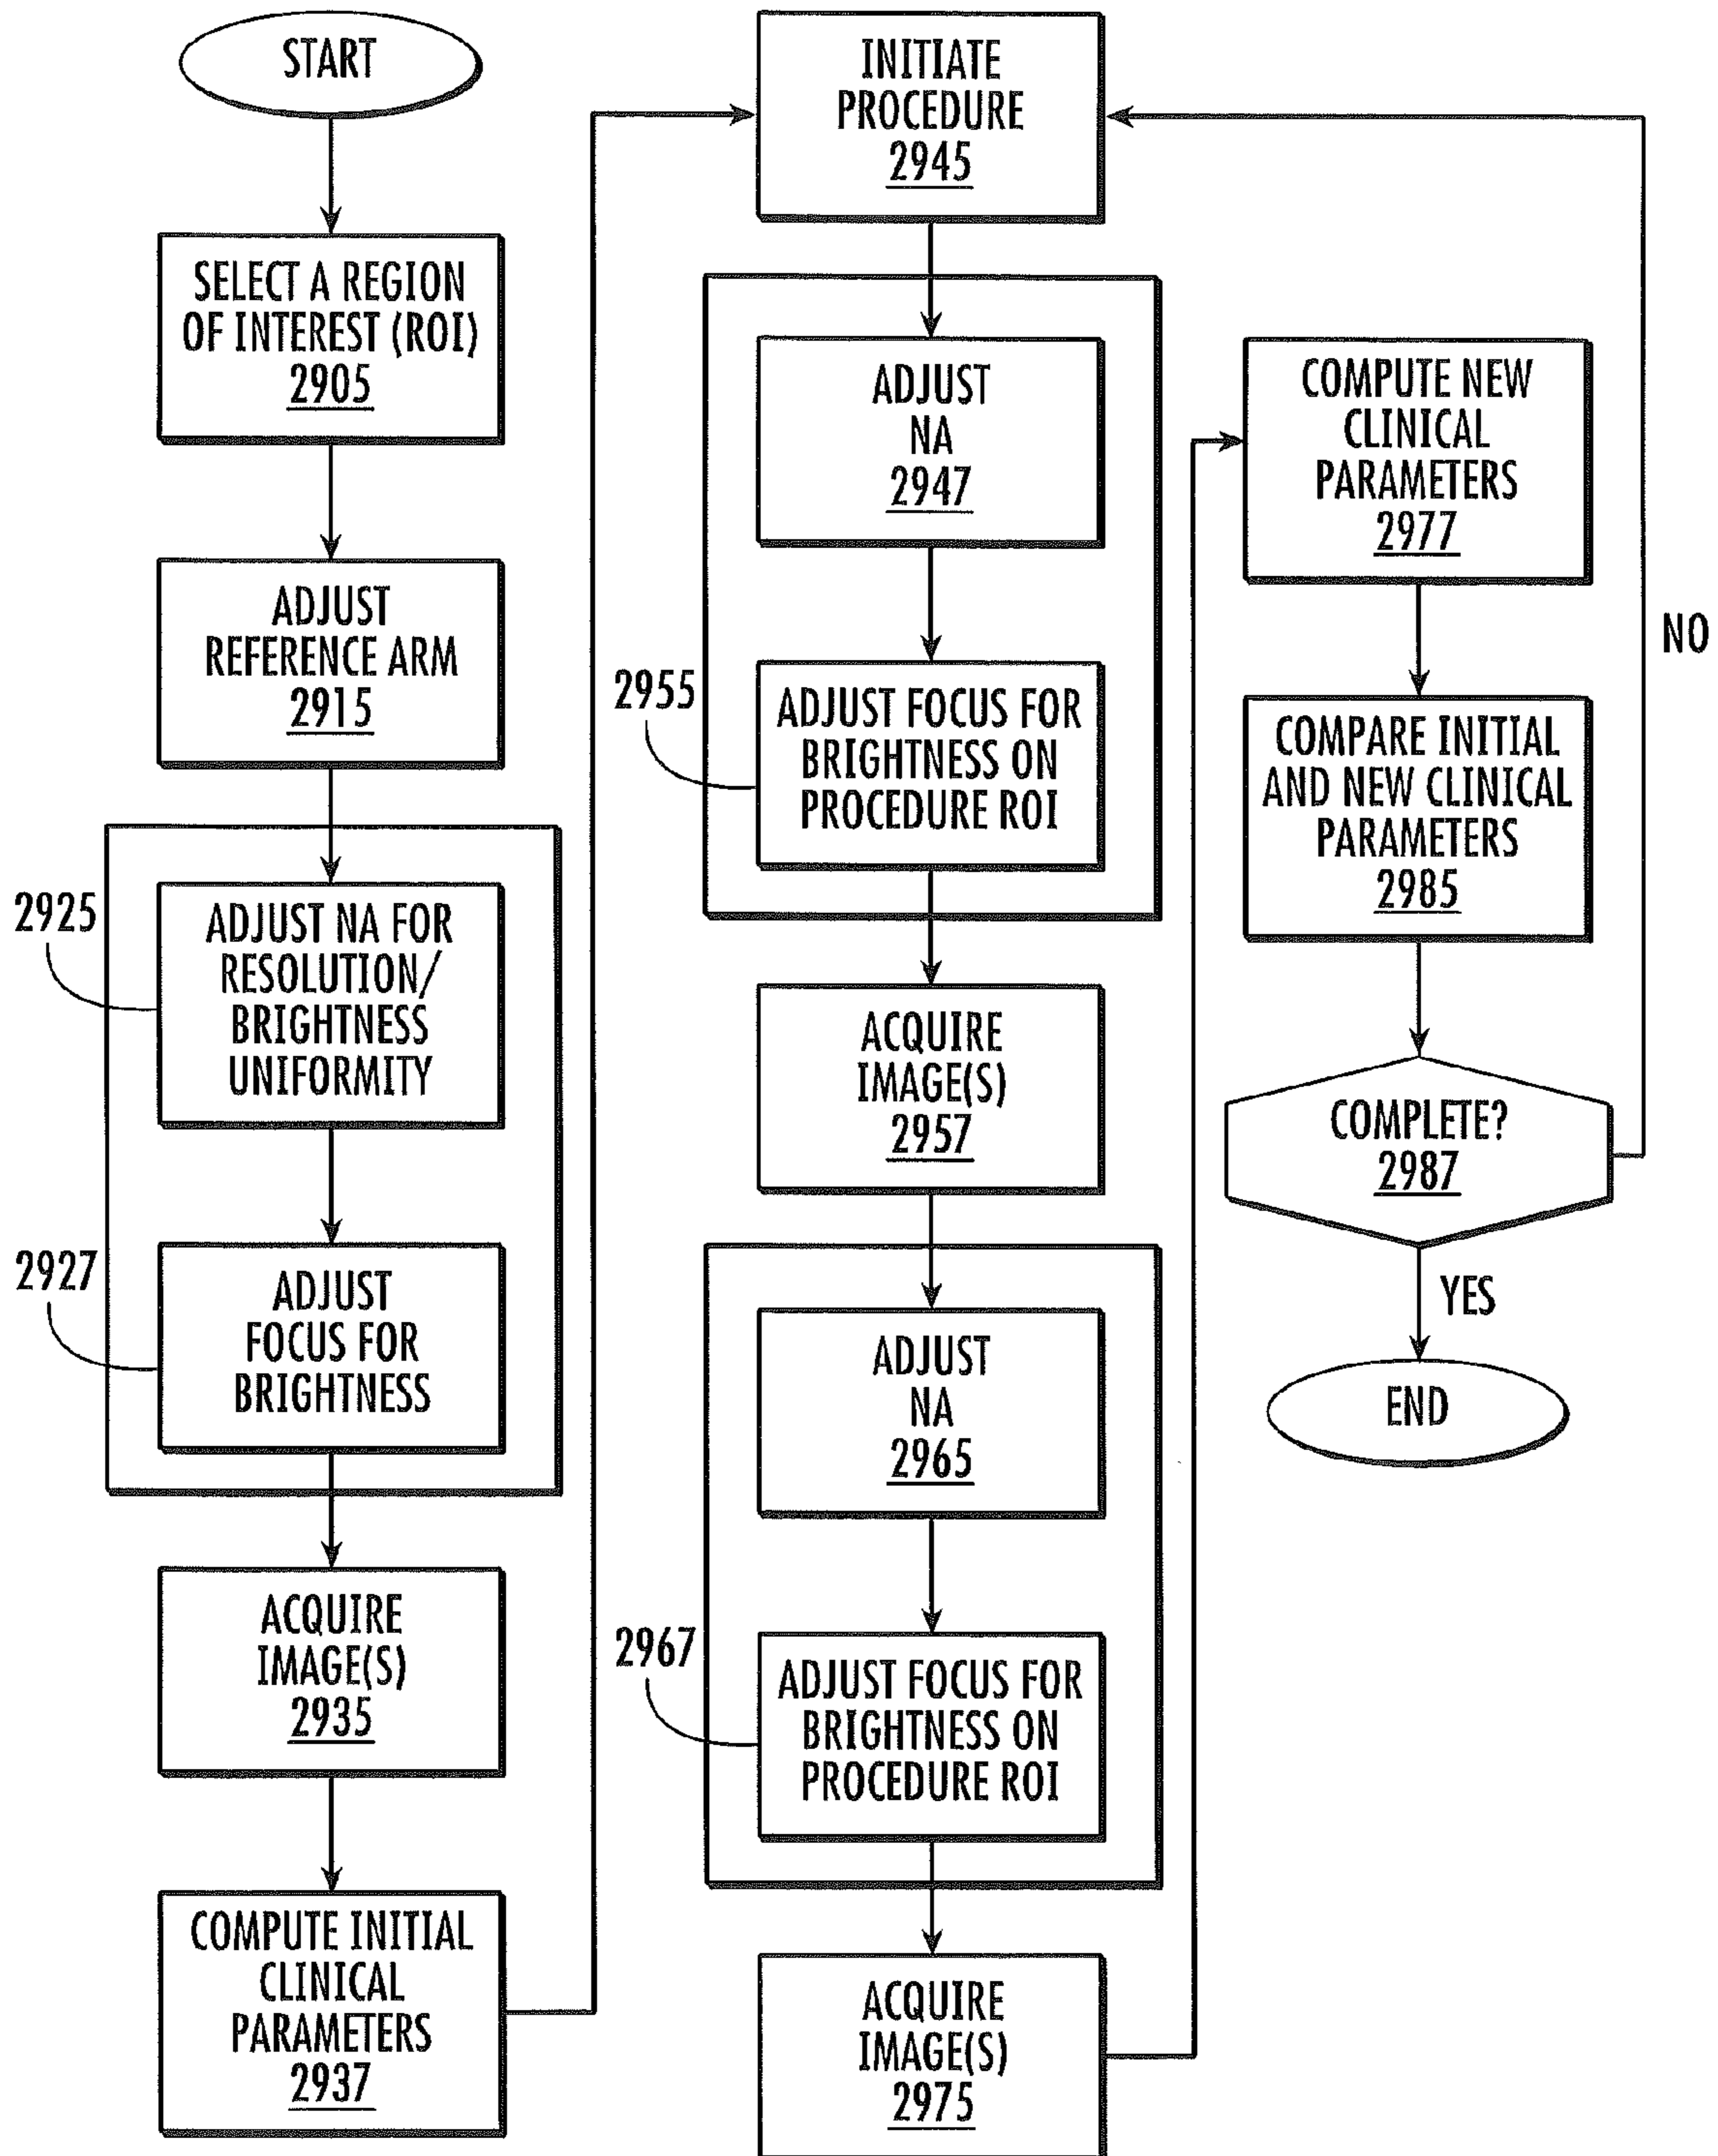 START
SELECT A REGION
OF INTEREST (ROI)
2905
ADJUST
REFERENCE ARM
2915
2925
ADJUST NA FOR
RESOLUTION/
BRIGHTNESS
UNIFORMITY
2927
ADJUST
FOCUS FOR
BRIGHTNESS
ACQUIRE
IMAGE(S)
2935
COMPUTE INITIAL
CLINICAL
PARAMETERS
2937
INITIATE
PROCEDURE
2945
ADJUST
NA
2947
2955
ADJUST FOCUS FOR
BRIGHTNESS ON
PROCEDURE ROI
ACQUIRE
IMAGE(S)
2957
ADJUST
NA
2965
2967
ADJUST FOCUS FOR
BRIGHTNESS ON
PROCEDURE ROI
ACQUIRE
IMAGE(S)
2975
COMPUTE NEW
CLINICAL
PARAMETERS
2977
COMPARE INITIAL
AND NEW CLINICAL
PARAMETERS
2985
COMPLETE?
2987
NO
YES
END